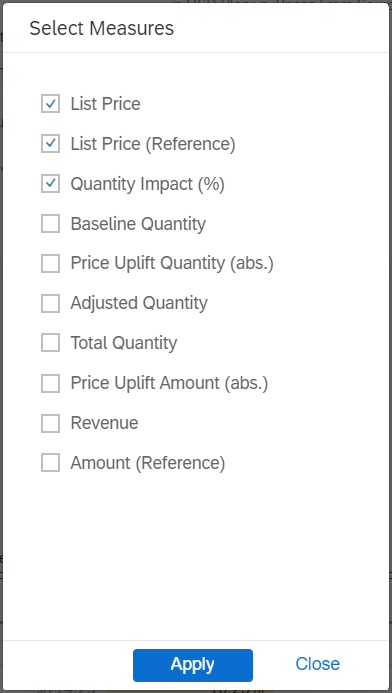 Select Measures
List Price
List Price (Reference)
Quantity Impact (%)
Baseline Quantity
Price Uplift Quantity (abs.)
Adjusted Quantity
Total Quantity
Price Uplift Amount (abs.)
Revenue
Amount (Reference)
Apply Close